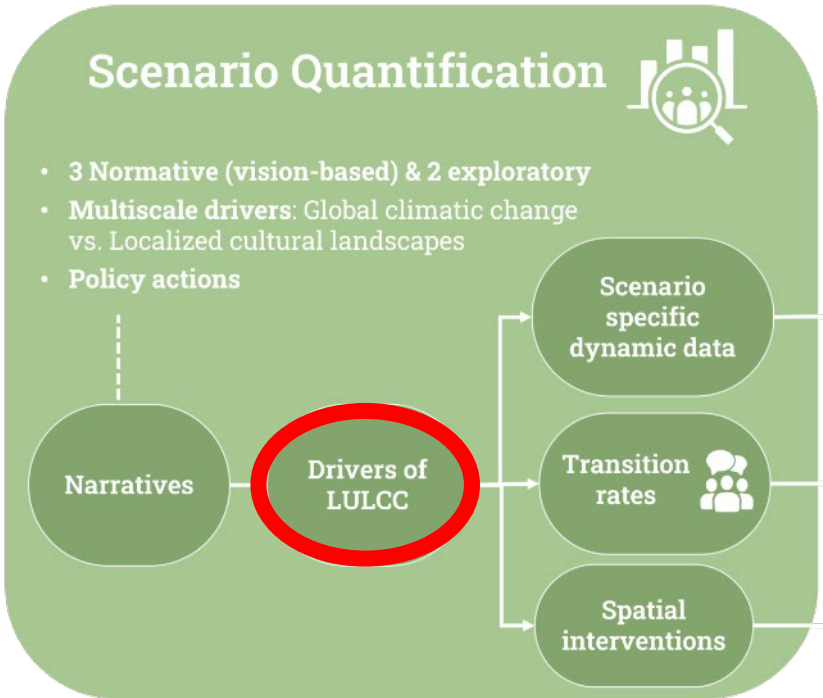 Scenario Quantification
• 3 Normative (vision-based) & 2 exploratory
• Multiscale drivers: Global climatic change
vs. Localized cultural landscapes
• Policy actions
Scenario
specific
dynamic data
Narratives
Drivers of
LULCC
Transition
rates
Spatial
interventions